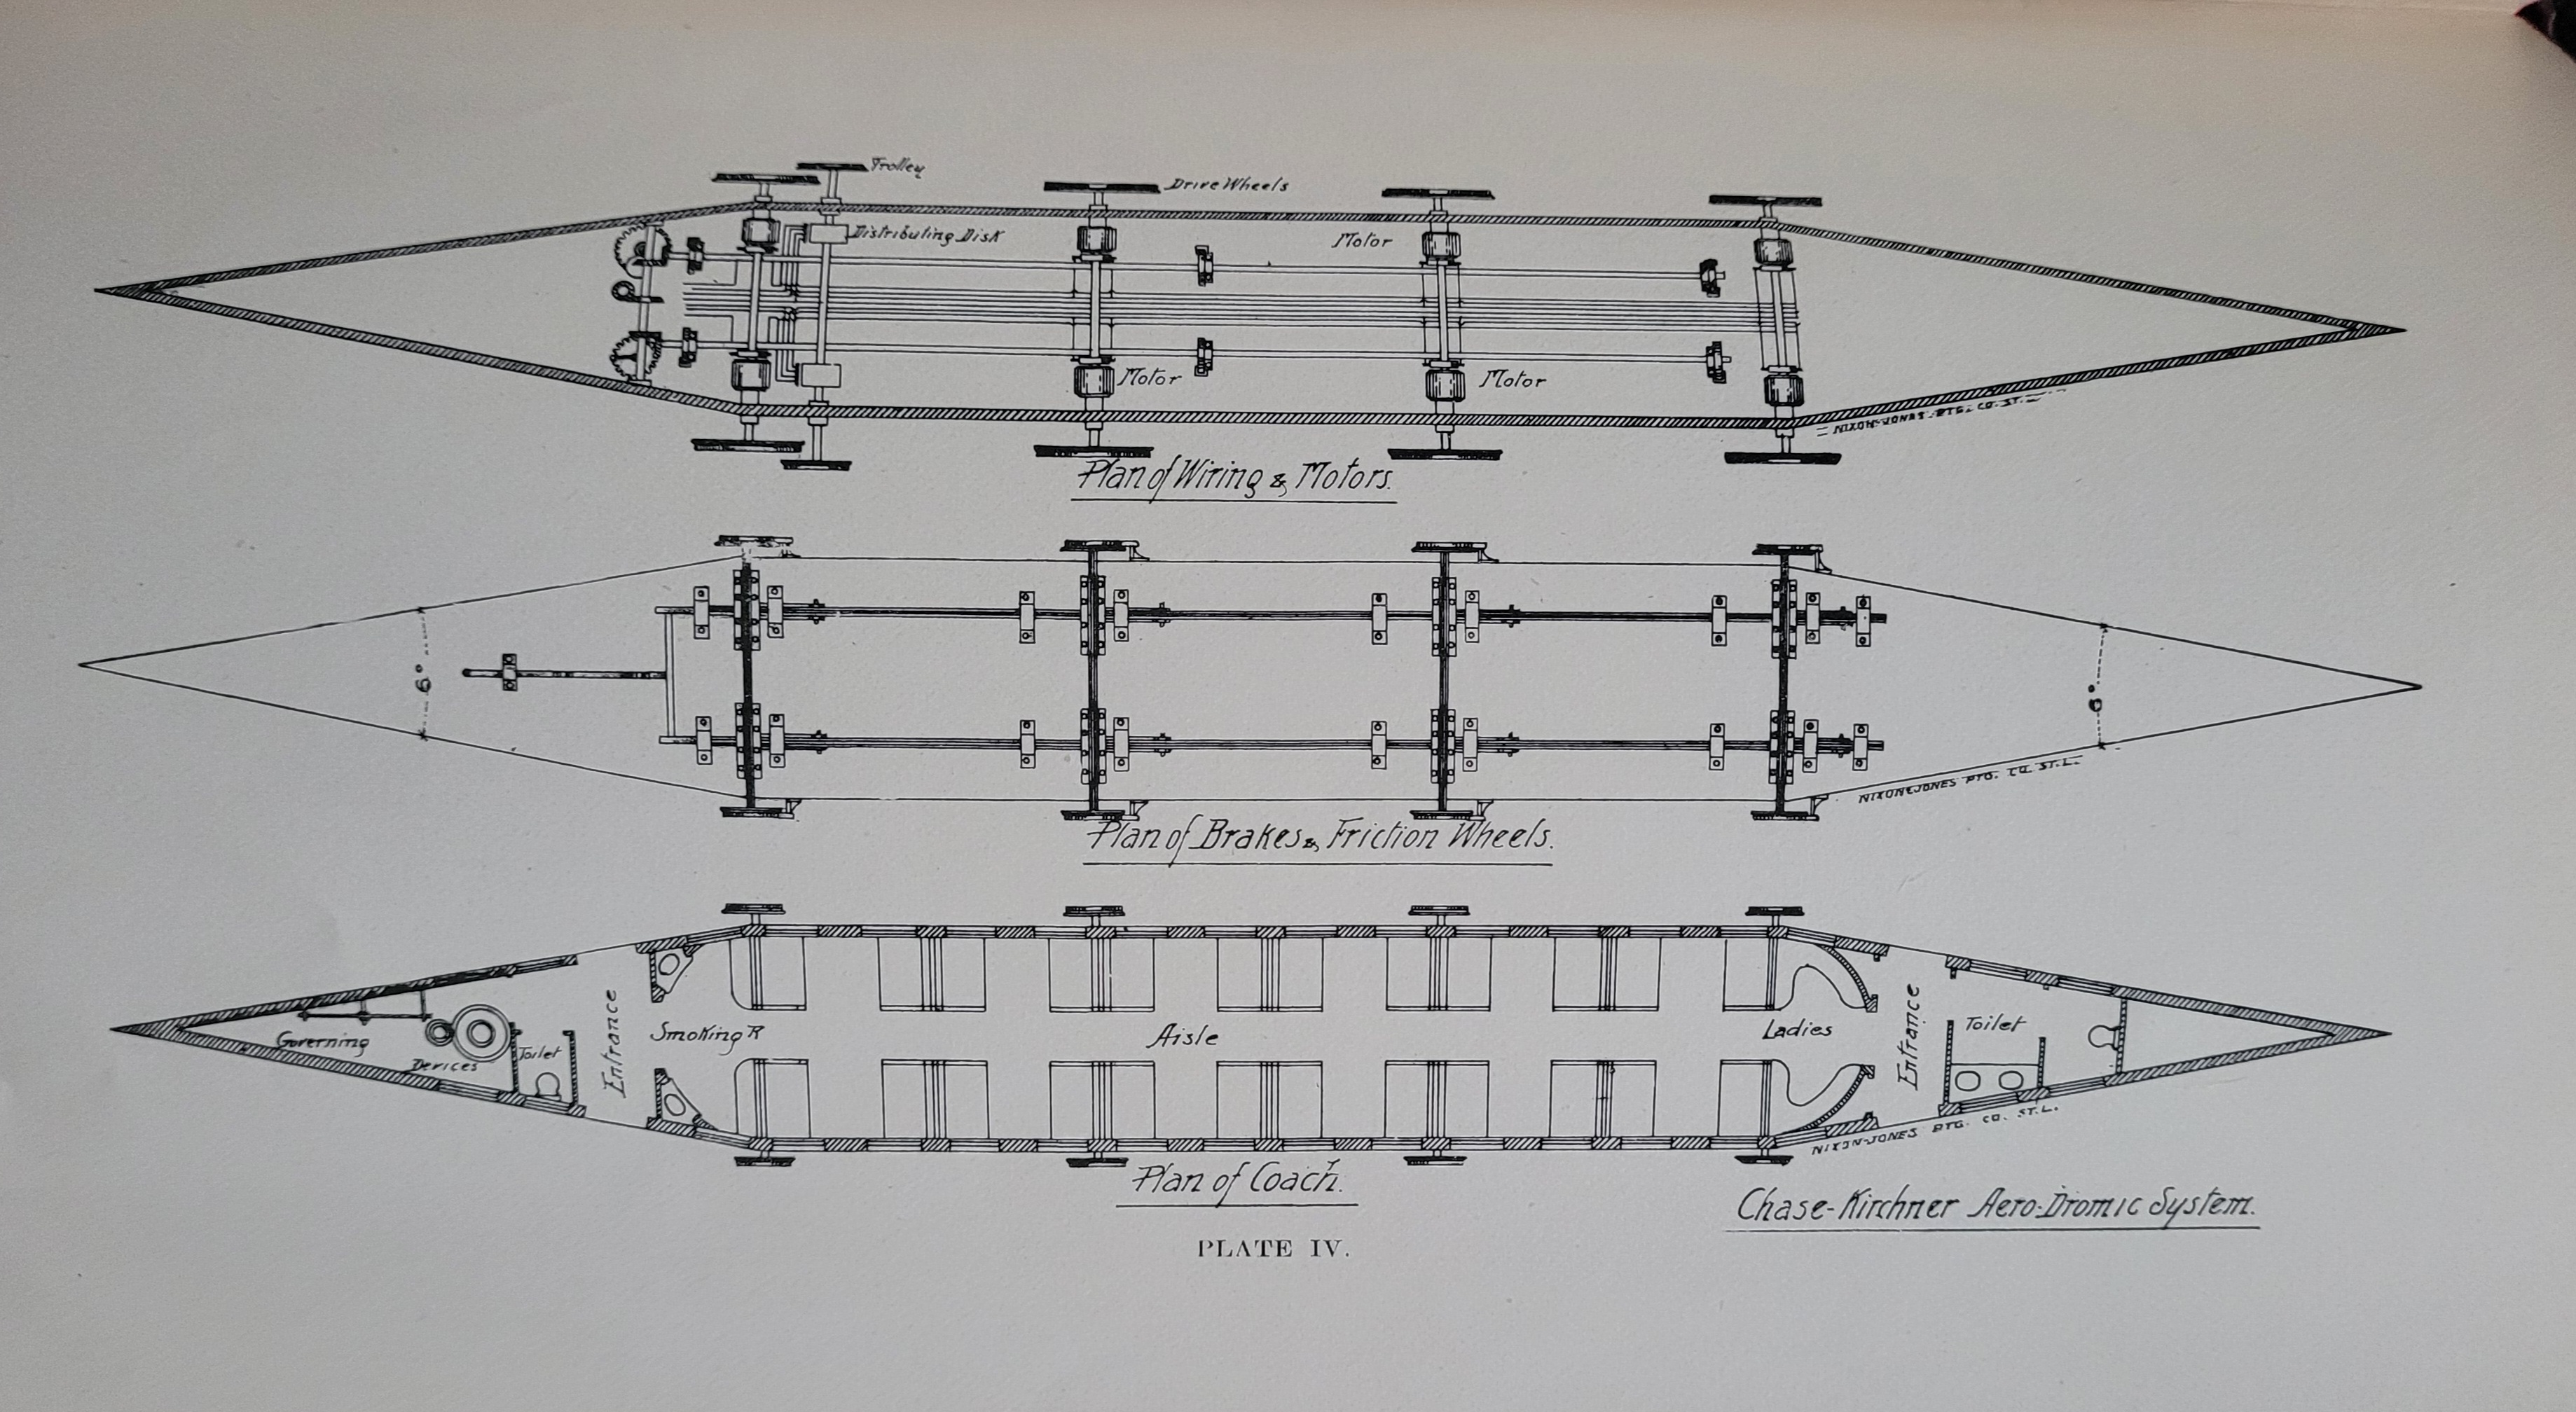 Trolley
Drive Wheels
Distributing Disk
Motor
Motor
Motor
NIXON-JONES PTG. CO. ST.
Plan of Wiring & Motors.
6°
6°
NIXON-JONES PTG. CO. ST. L.
Plan of Brakes & Friction Wheels.
Governing
Devices
Toilet
Entrance
Smoking R
Aisle
Ladies
Entrance
Toilet
NIXON-JONES PTG. CO. ST. L.
Plan of Coach.
Chase-Kirchner Aero-Dromic System.
PLATE IV.